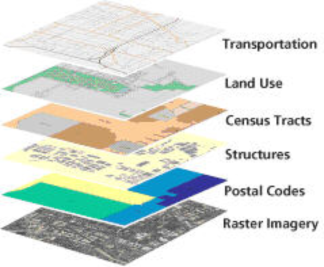 Transportation
Land Use
Census Tracts
Structures
Postal Codes
Raster Imagery